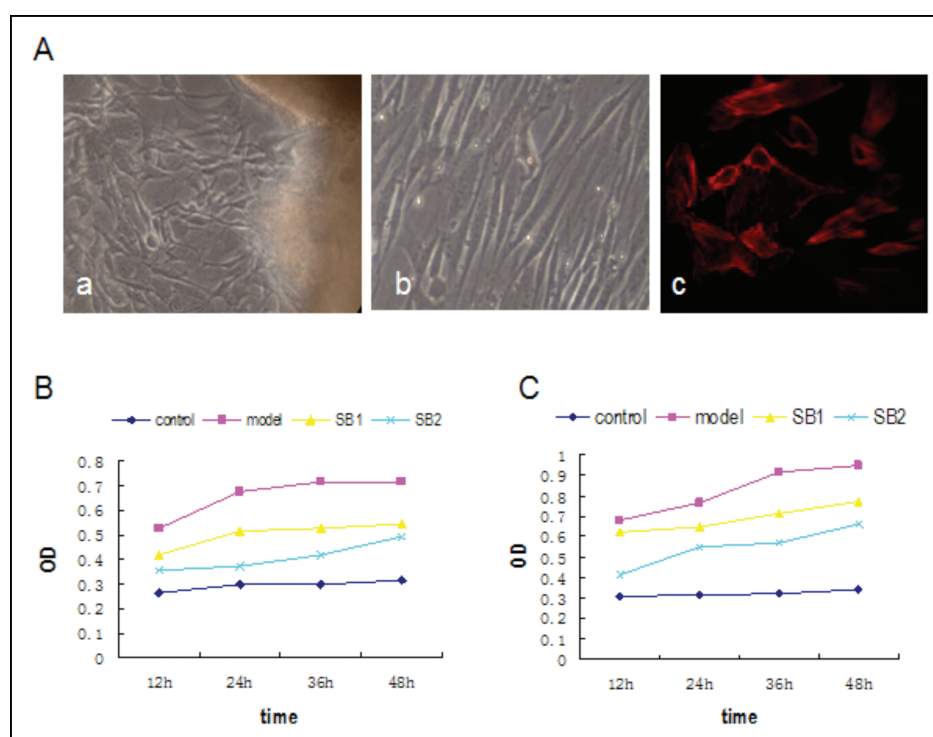 A
a
b
c
B
control model SB1 SB2
0.8
0.7
0.6
0.5
0.4
0.3
0.2
0.1
0
OD
12h 24h 36h 48h
time
C
control model SB1 SB2
1
0.9
0.8
0.7
0.6
0.5
0.4
0.3
0.2
0.1
0
OD
12h 24h 36h 48h
time